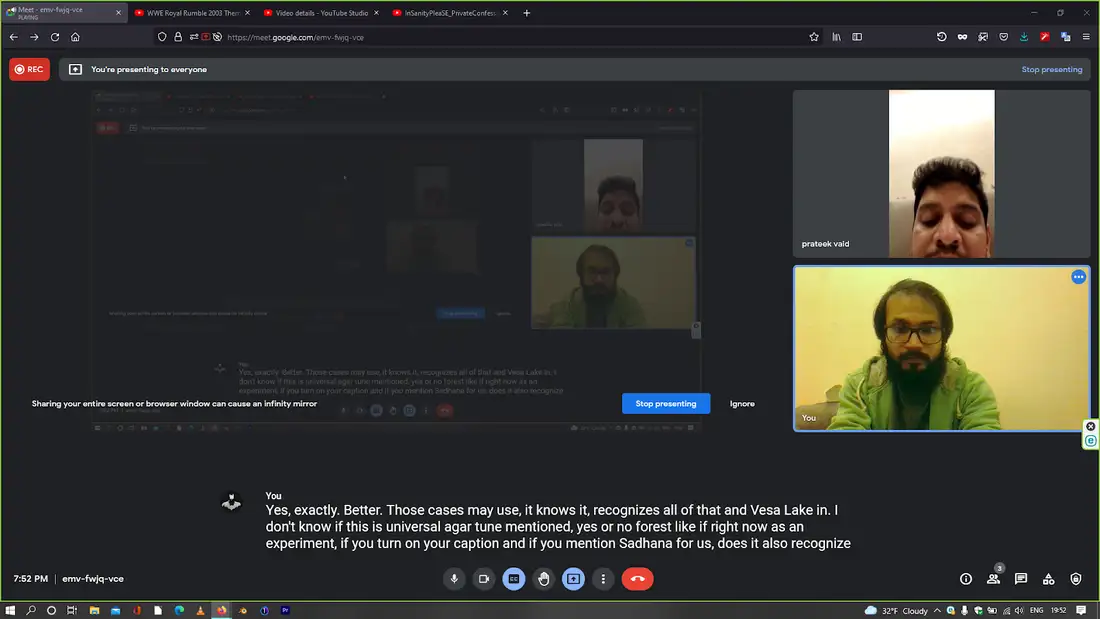 Meet - emv-fwjq-vce
PLAYING
WWE Royal Rumble 2003 Them
Video details - YouTube Studio
InSanityPleaSE_PrivateConfess
https://meet.google.com/emv-fwjq-vce
REC
You're presenting to everyone
Stop presenting
prateek vaid
You
Sharing your entire screen or browser window can cause an infinity mirror
Stop presenting
Ignore
You
Yes, exactly. Better. Those cases may use, it knows it, recognizes all of that and Vesa Lake in. I
don't know if this is universal agar tune mentioned, yes or no forest like if right now as an
experiment, if you turn on your caption and if you mention Sadhana for us, does it also recognize
7:52 PM | emv-fwjq-vce
3
32°F Cloudy
ENG
19:52